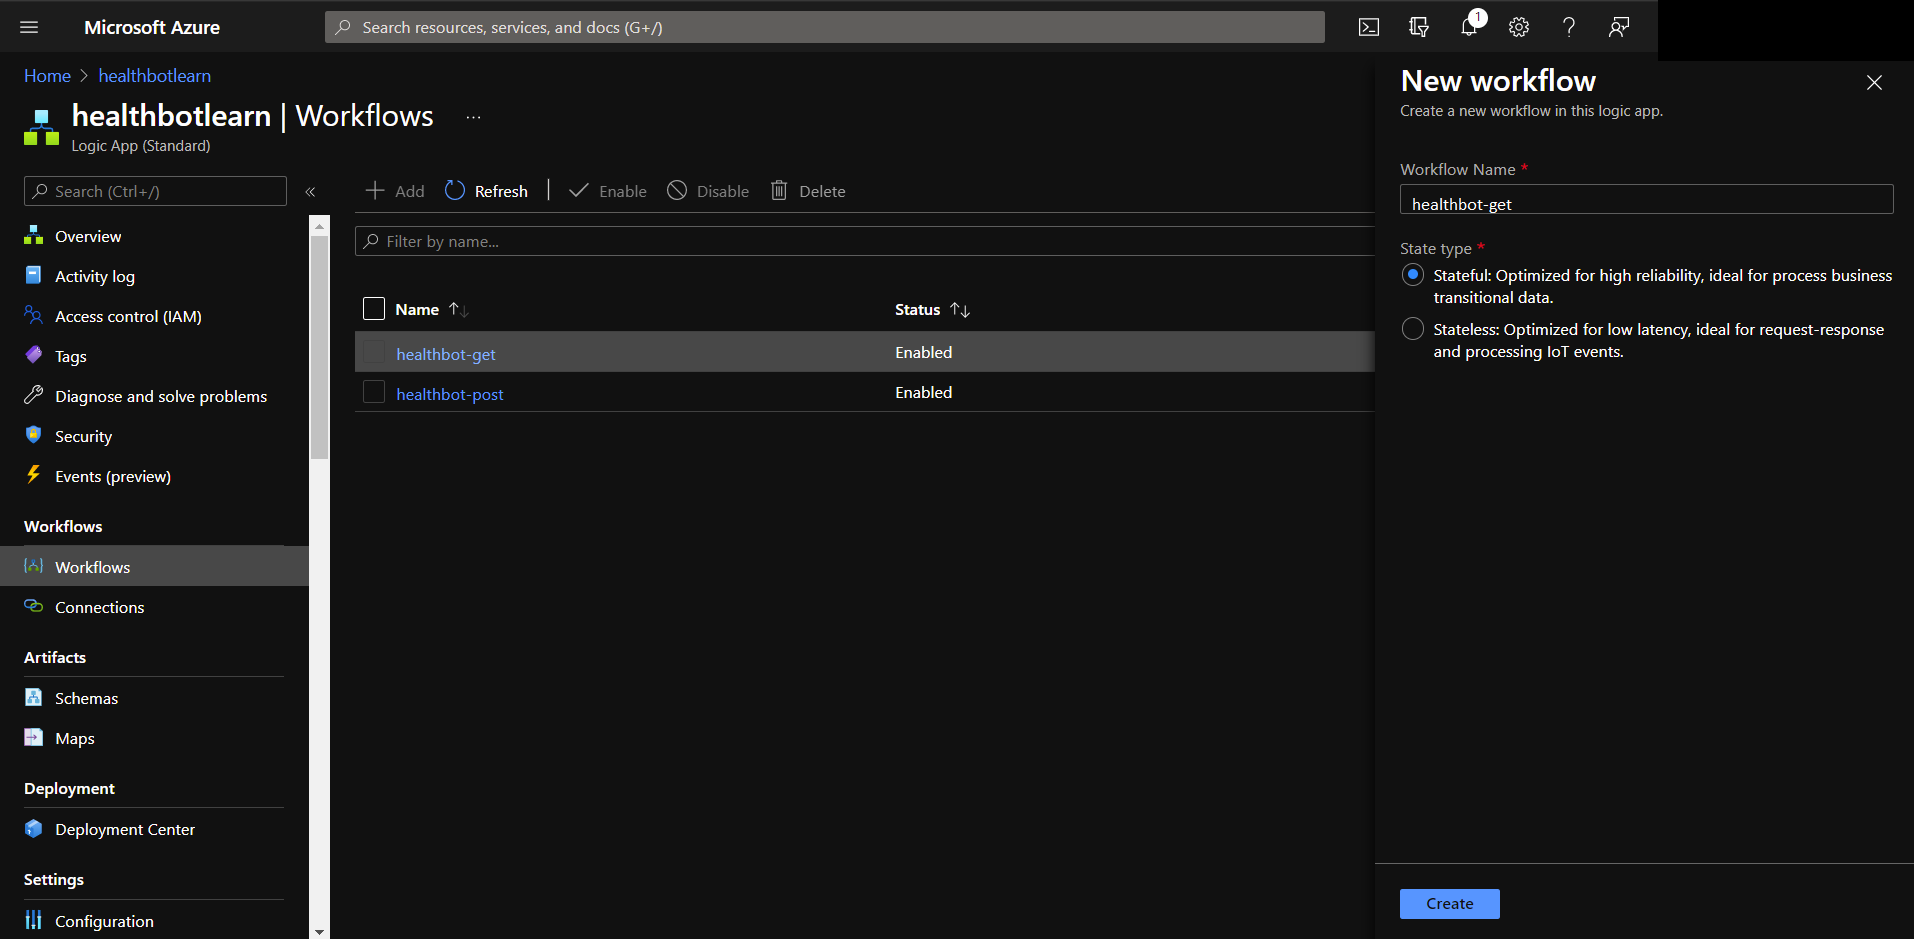 Microsoft Azure
Search resources, services, and docs (G+/)
1
Home > healthbotlearn
healthbotlearn | Workflows ...
Logic App (Standard)
Search (Ctrl+/)
«
Overview
Activity log
Access control (IAM)
Tags
Diagnose and solve problems
Security
Events (preview)
Workflows
Workflows
Connections
Artifacts
Schemas
Maps
Deployment
Deployment Center
Settings
Configuration
Add Refresh | Enable Disable Delete
Filter by name...
Name ↑↓ Status ↑↓
healthbot-get Enabled
healthbot-post Enabled
New workflow
Create a new workflow in this logic app.
Workflow Name *
healthbot-get
State type *
Stateful: Optimized for high reliability, ideal for process business
transitional data.
Stateless: Optimized for low latency, ideal for request-response
and processing IoT events.
Create